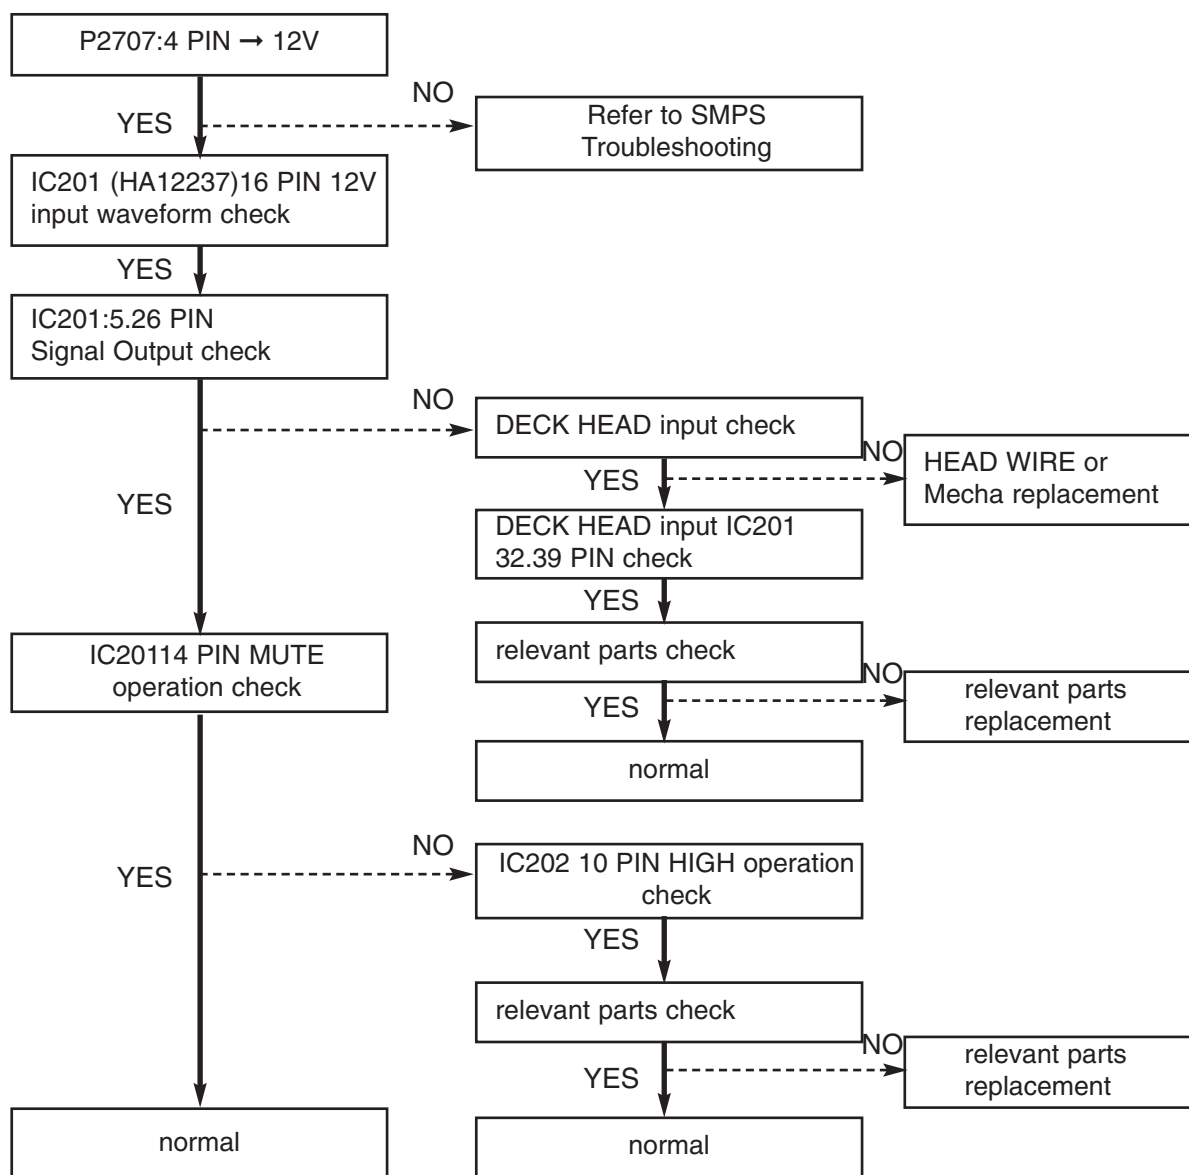 P2707:4 PIN → 12V
NO
YES
Refer to SMPS
Troubleshooting
IC201 (HA12237)16 PIN 12V
input waveform check
YES
IC201:5.26 PIN
Signal Output check
NO
DECK HEAD input check
NO
HEAD WIRE or
Mecha replacement
YES
YES
DECK HEAD input IC201
32.39 PIN check
YES
relevant parts check
IC20114 PIN MUTE
operation check
NO
relevant parts
replacement
YES
normal
NO
YES
IC202 10 PIN HIGH operation
check
YES
relevant parts check
NO
relevant parts
replacement
YES
normal
normal